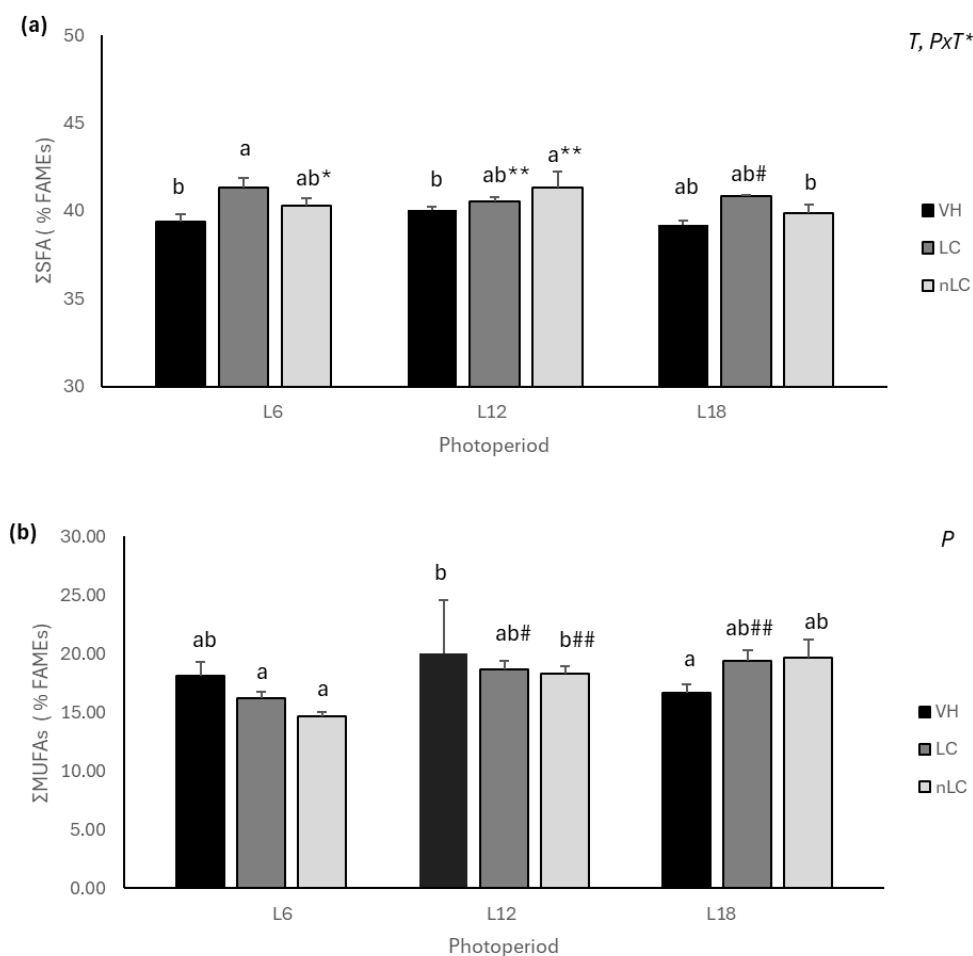 (a)
T, PxT*
ΣSFA ( % FAMEs)
50
45
40
35
30
b
a
ab*
b
ab**
a**
ab
ab#
b
VH
LC
nLC
L6
L12
L18
Photoperiod
(b)
P
ΣMUFAs ( % FAMEs)
30.00
25.00
20.00
15.00
10.00
5.00
0.00
ab
a
a
b
ab#
b##
a
ab##
ab
VH
LC
nLC
L6
L12
L18
Photoperiod